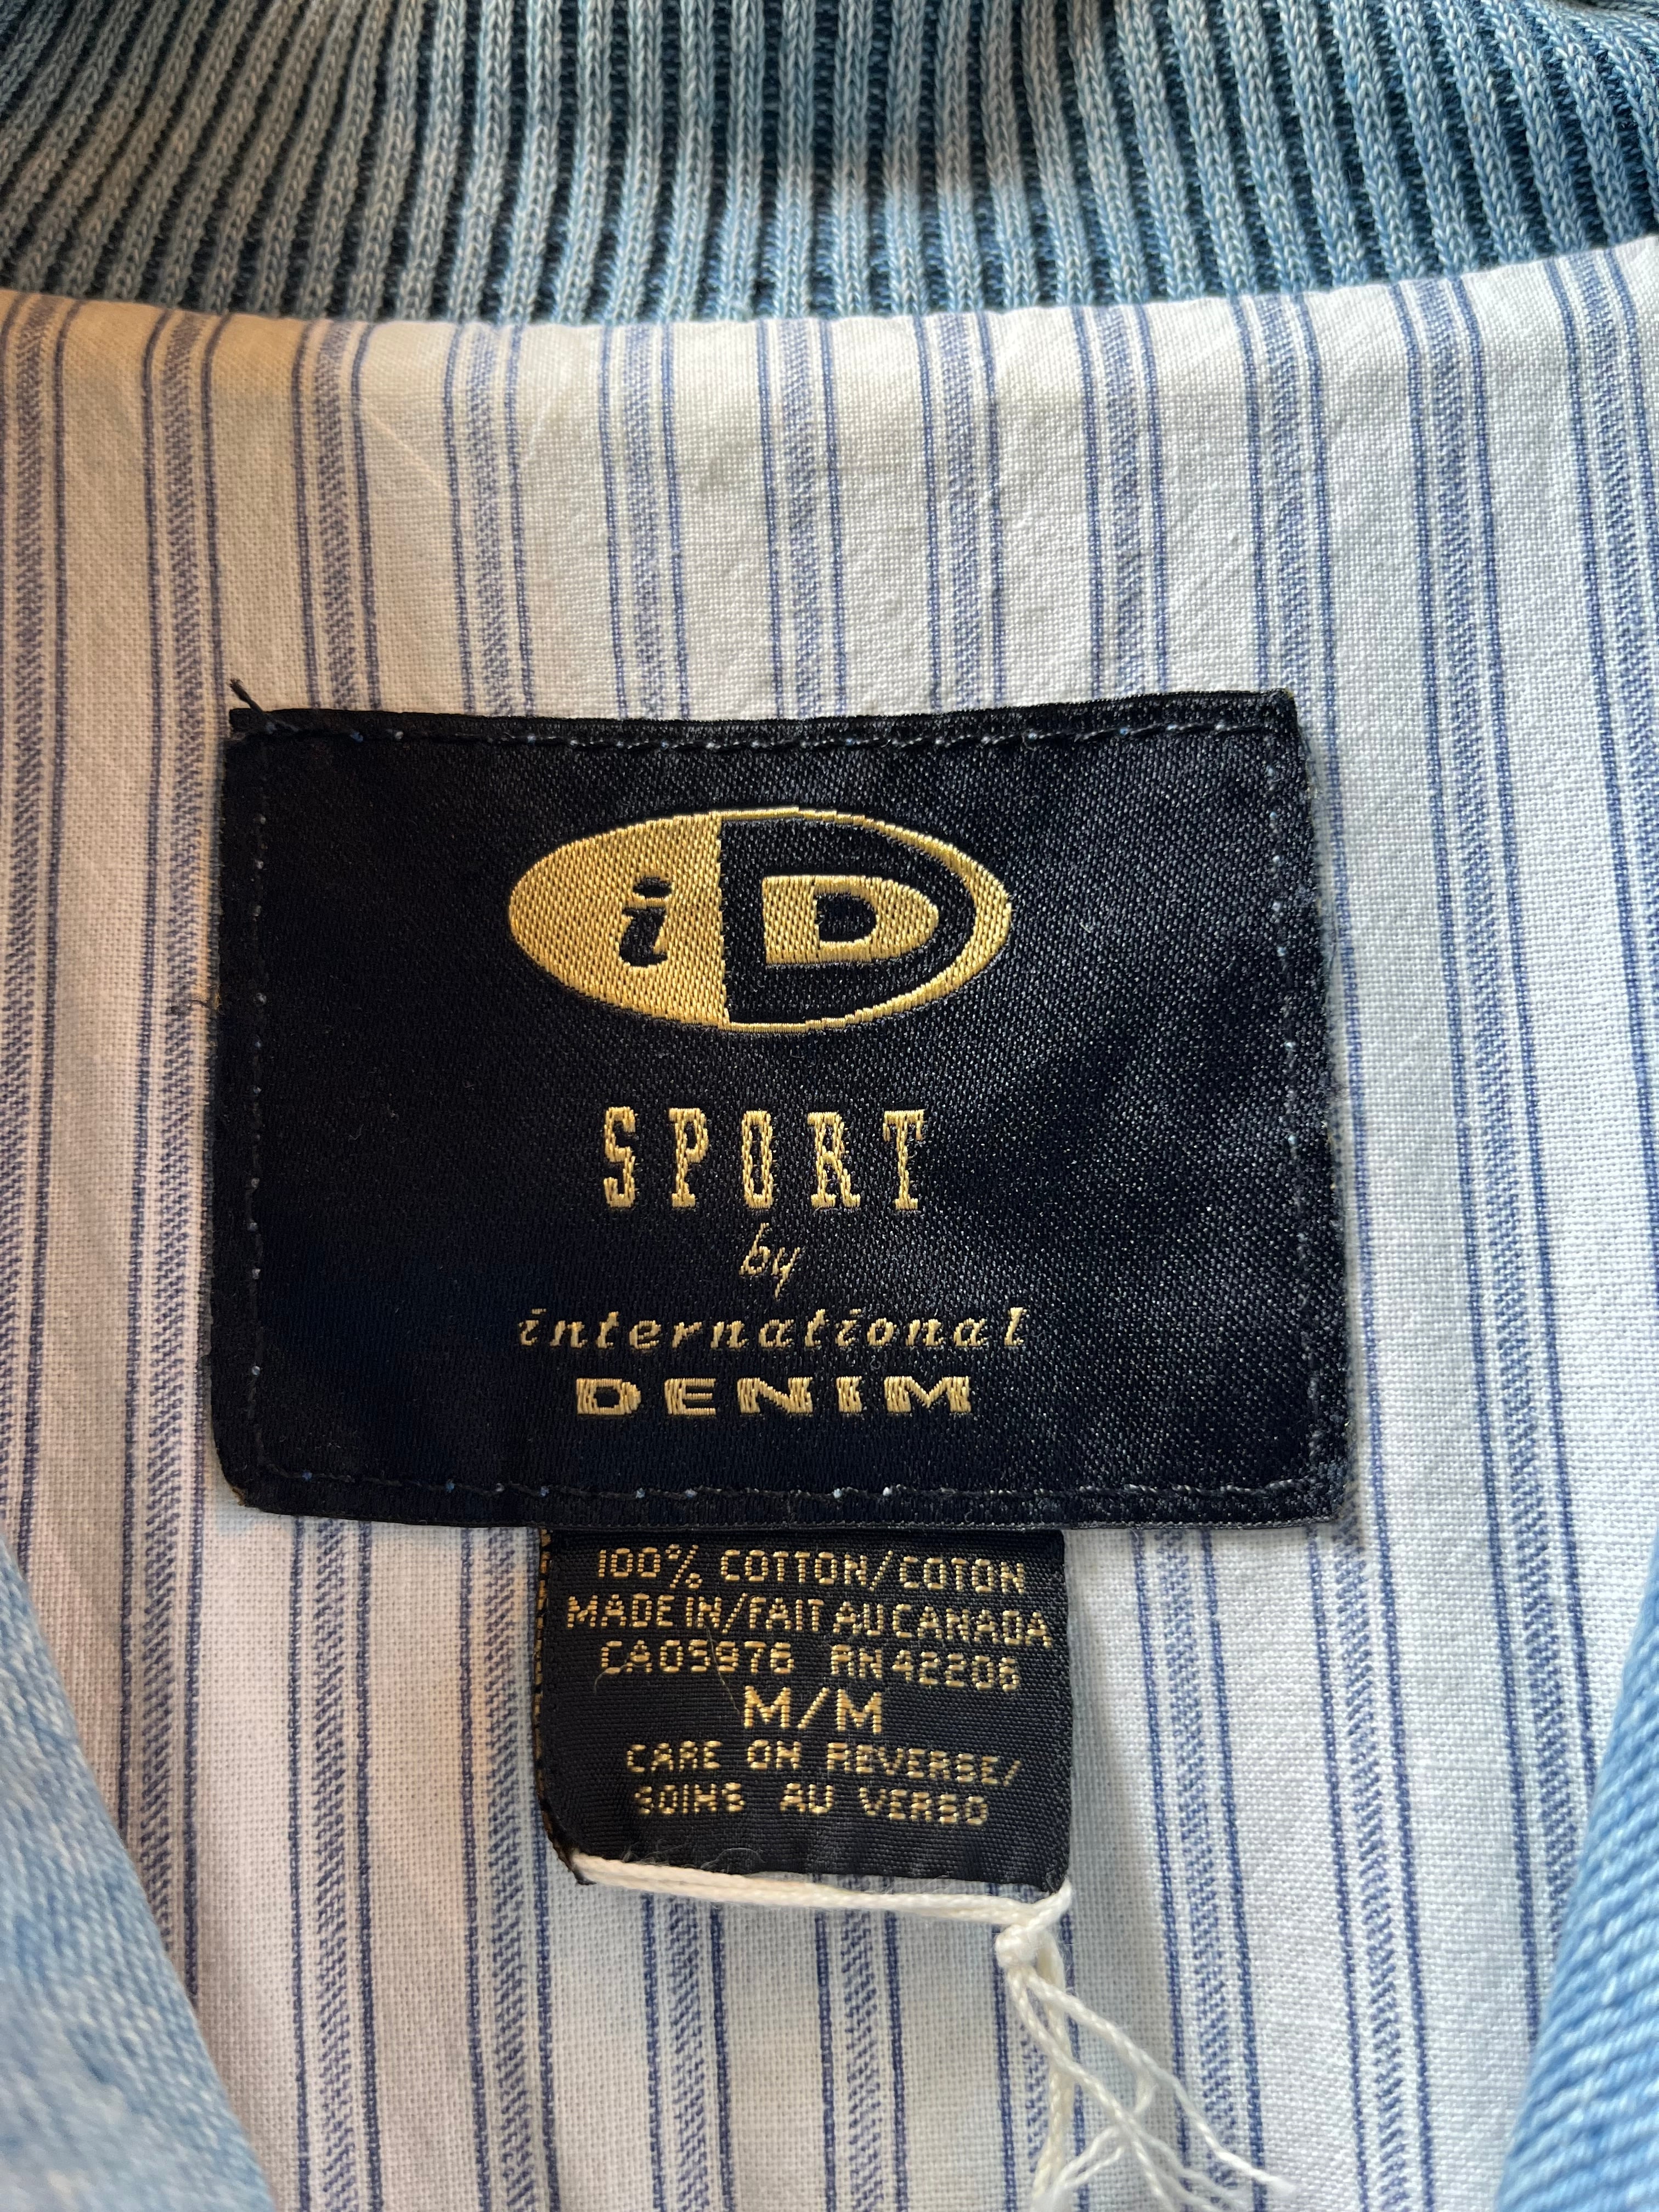 iD
SPORT
by
international
DENIM
100% COTTON/COTON
MADE IN/FAIT AU CANADA
CA05976 RN42206
M/M
CARE ON REVERSE/
SOINS AU VERSO